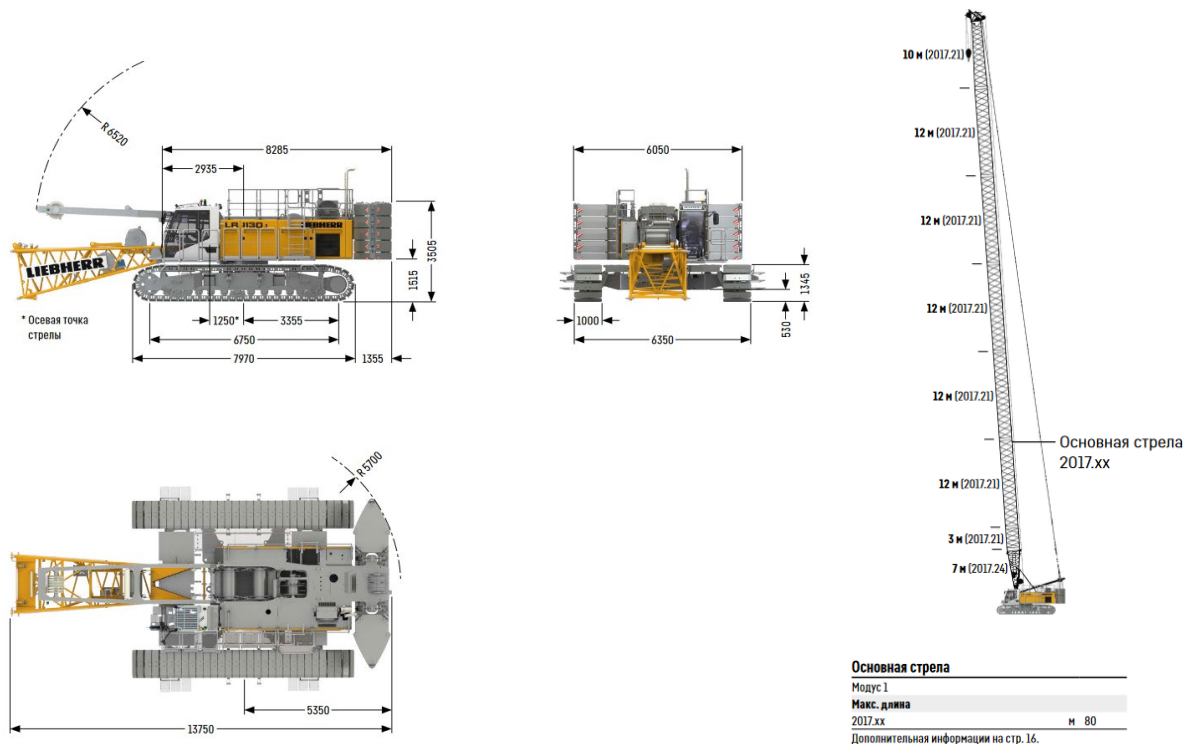 R 6520
8285
2935
LR 1130.1
LIEBHERR
LIEBHERR
3505
1515
* Осевая точка
стрелы
1250*
3355
6750
7970
1355
6050
1345
530
1000
6350
R 5700
5350
13750
10 м (2017.21)
12 м (2017.21)
12 м (2017.21)
12 м (2017.21)
12 м (2017.21)
12 м (2017.21)
3 м (2017.21)
7 м (2017.24)
Основная стрела
2017.xx
Основная стрела
Модус 1
Макс. длина
2017.xx м 80
Дополнительная информации на стр. 16.